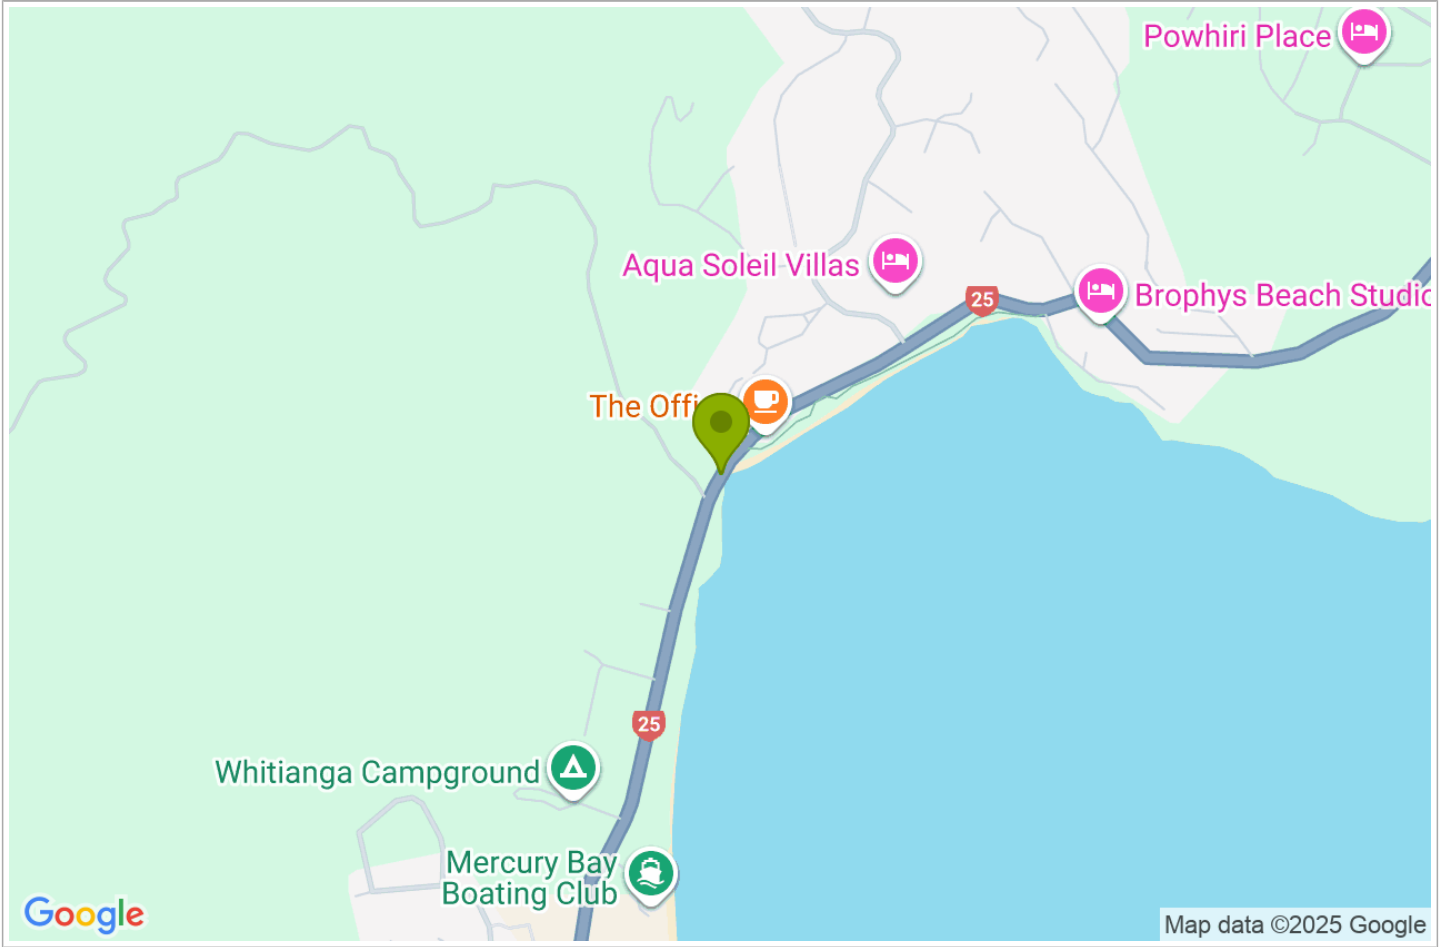 Powhiri Place
Aqua Soleil Villas
25
Brophys Beach Studio
The Offi
25
Whitianga Campground
Mercury Bay
Boating Club
Google
Map data ©2025 Google